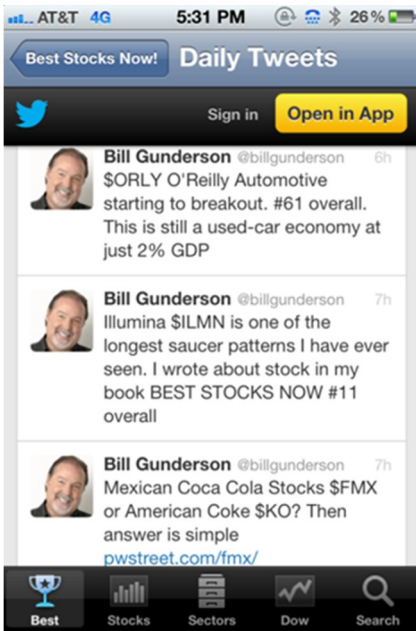 AT&T 4G 5:31 PM 26%
Best Stocks Now! Daily Tweets
Sign in Open in App
Bill Gunderson @billgunderson 6h
$ORLY O'Reilly Automotive
starting to breakout. #61 overall.
This is still a used-car economy at
just 2% GDP
Bill Gunderson @billgunderson 7h
Illumina $ILMN is one of the
longest saucer patterns I have ever
seen. I wrote about stock in my
book BEST STOCKS NOW #11
overall
Bill Gunderson @billgunderson 7h
Mexican Coca Cola Stocks $FMX
or American Coke $KO? Then
answer is simple
pwstreet.com/fmx/
Best Stocks Sectors Dow Search